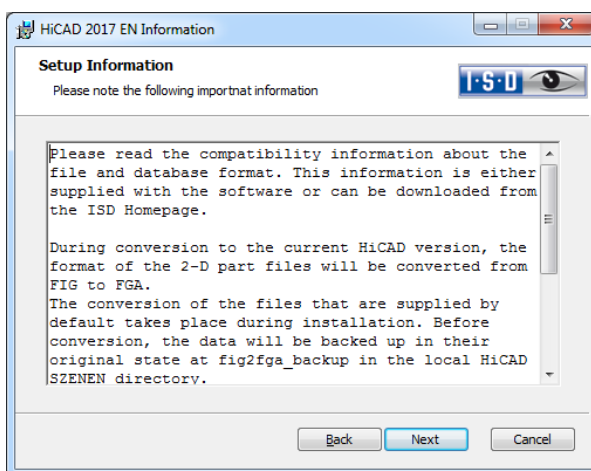 HiCAD 2017 EN Information
Setup Information
Please note the following importnat information
I·S·D
Please read the compatibility information about the
file and database format. This information is either
supplied with the software or can be downloaded from
the ISD Homepage.
During conversion to the current HiCAD version, the
format of the 2-D part files will be converted from
FIG to FGA.
The conversion of the files that are supplied by
default takes place during installation. Before
conversion, the data will be backed up in their
original state at fig2fga_backup in the local HiCAD
SZENEN directory.
Back
Next
Cancel